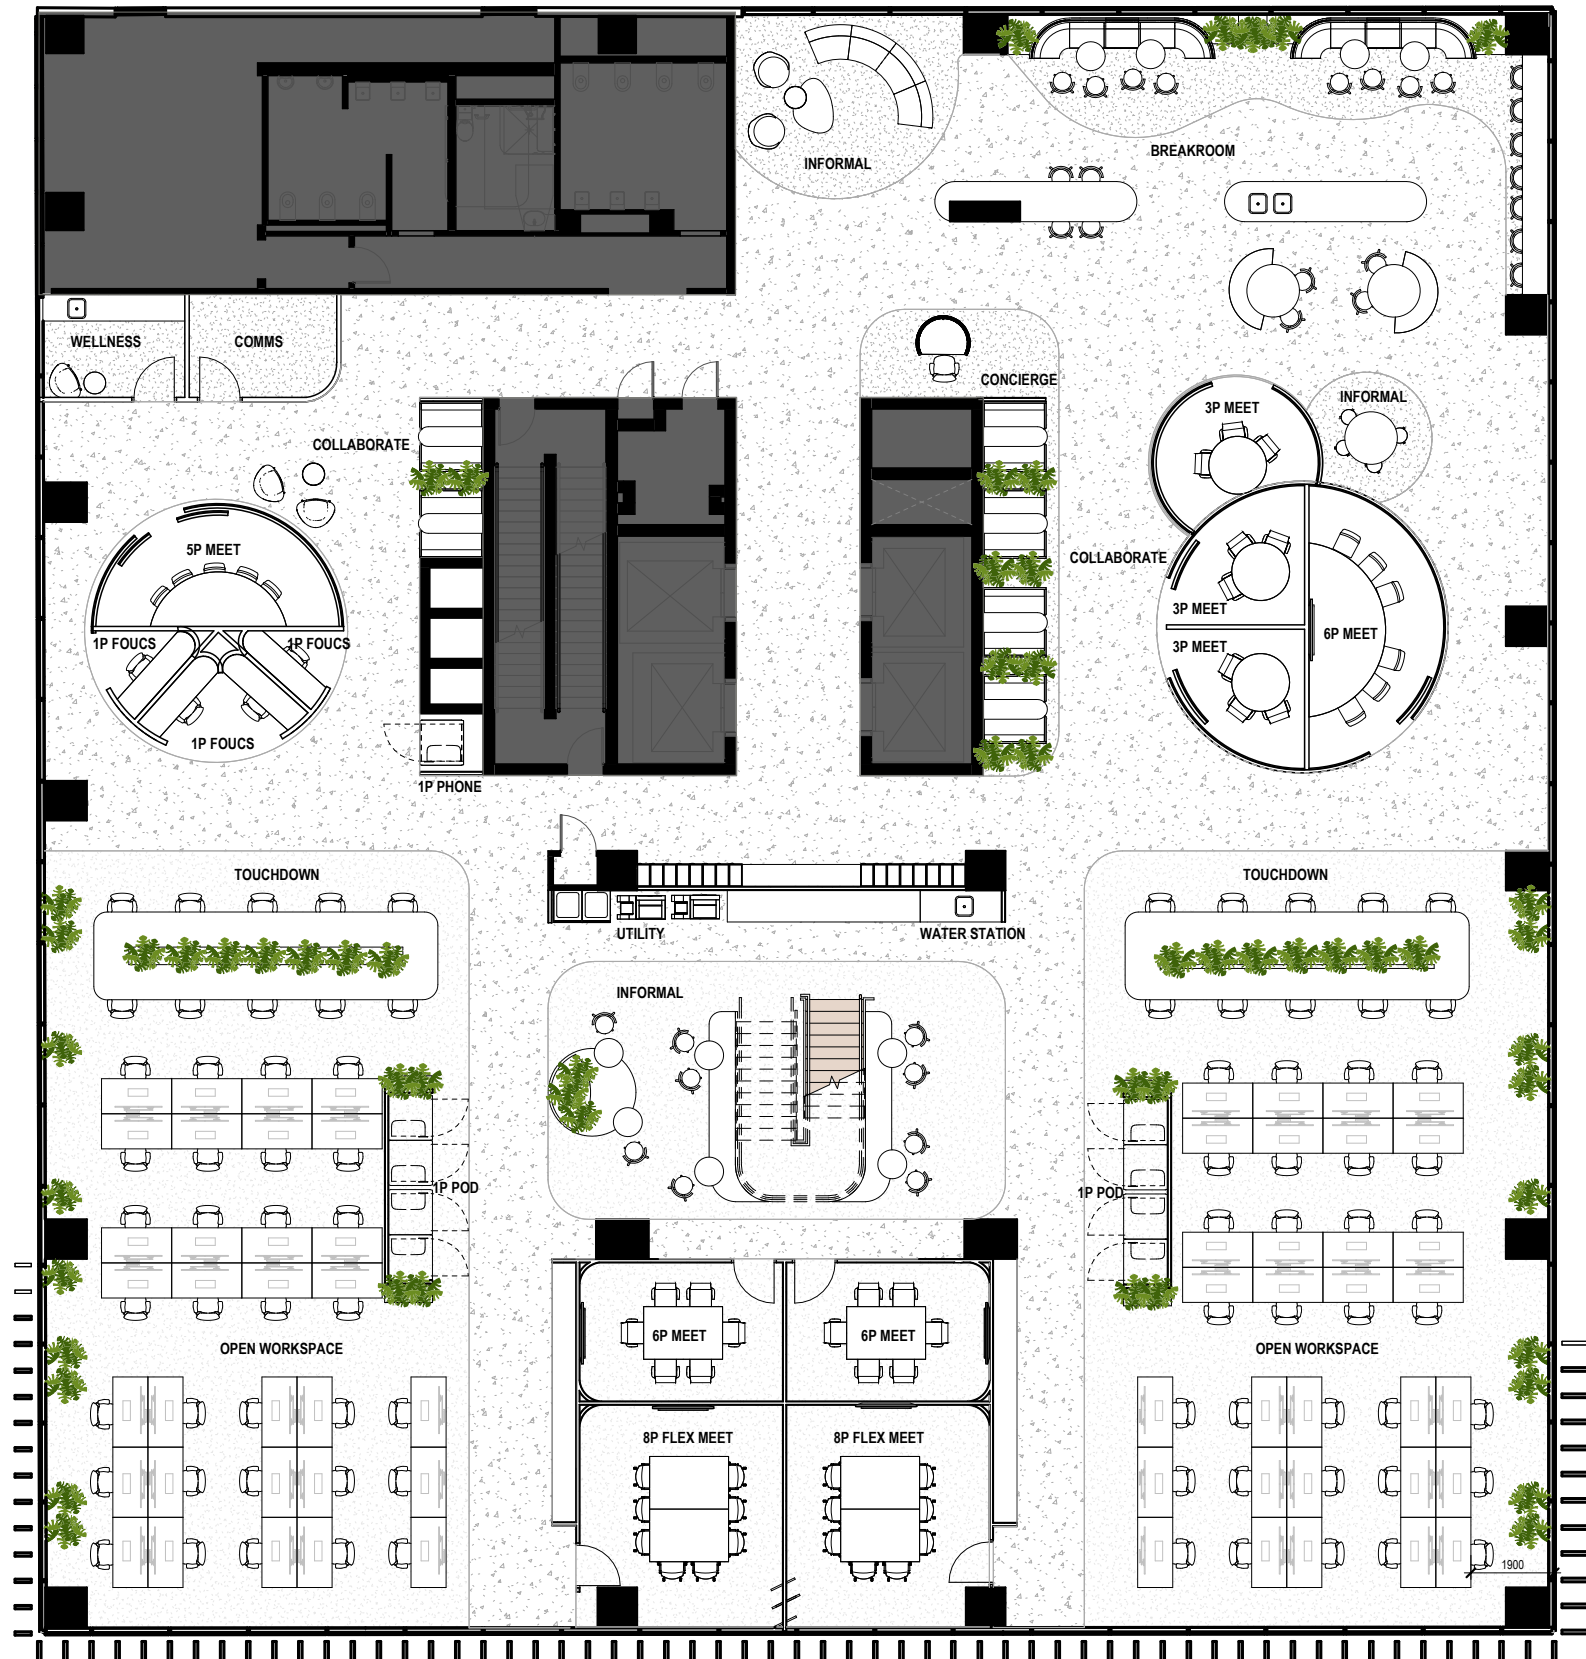 INFORMAL
BREAKROOM
WELLNESS
COMMS
CONCIERGE
INFORMAL
3P MEET
COLLABORATE
5P MEET
COLLABORATE
3P MEET
6P MEET
3P MEET
1P FOUCS
1P FOUCS
1P FOUCS
1P PHONE
TOUCHDOWN
TOUCHDOWN
UTILITY
WATER STATION
INFORMAL
1P POD
1P POD
6P MEET
6P MEET
OPEN WORKSPACE
OPEN WORKSPACE
8P FLEX MEET
8P FLEX MEET
1900